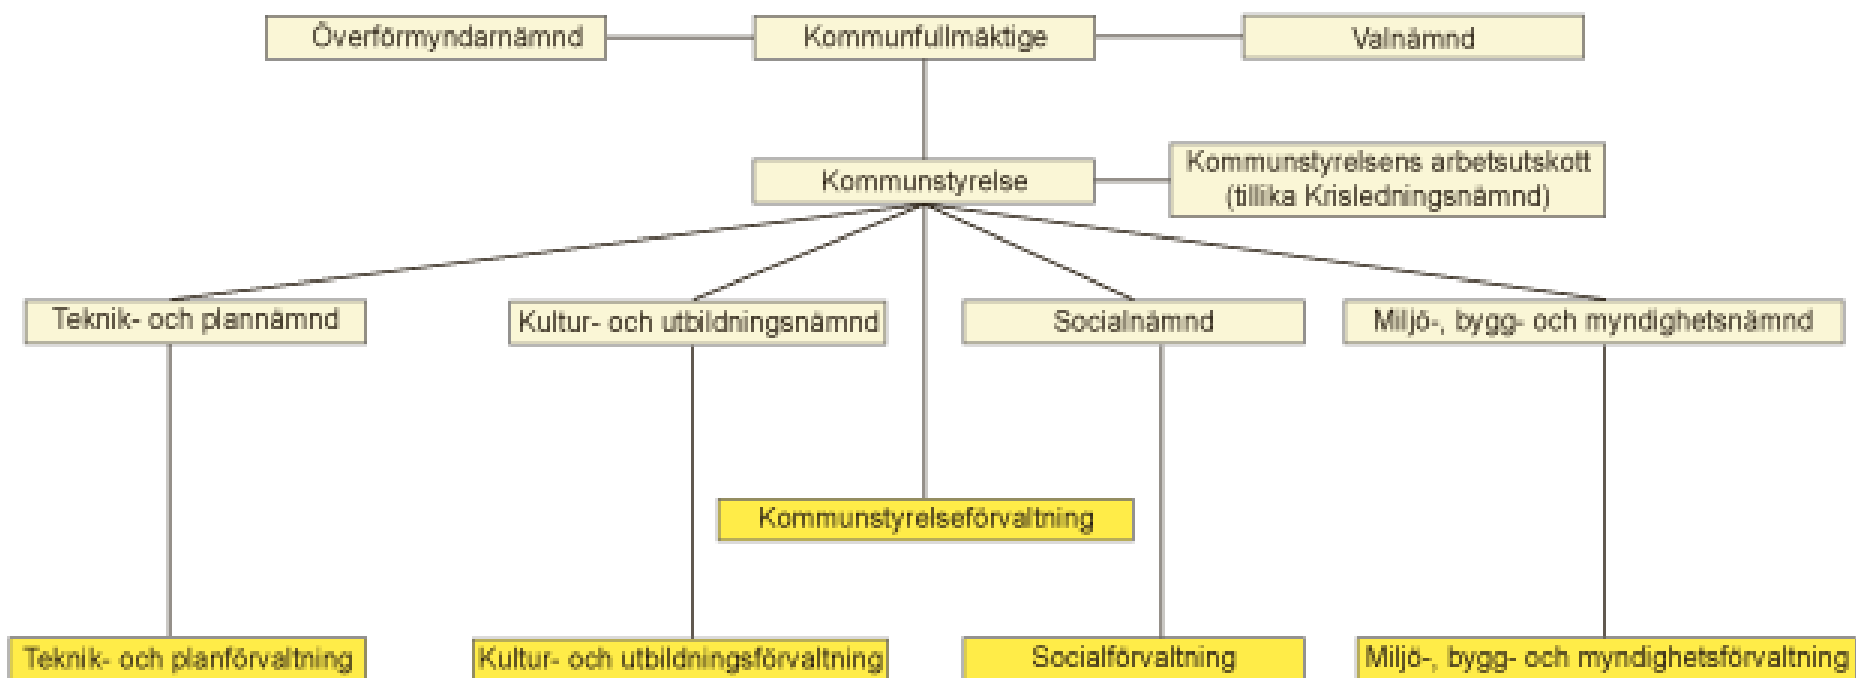 Överförmyndarnämnd
Kommunfullmäktige
Valnämnd
Kommunstyrelse
Kommunstyrelsens arbetsutskott
(tillika Krisledningsnämnd)
Teknik- och plannämnd
Kultur- och utbildningsnämnd
Socialnämnd
Miljö-, bygg- och myndighetsnämnd
Kommunstyrelseförvaltning
Teknik- och planförvaltning
Kultur- och utbildningsförvaltning
Socialförvaltning
Miljö-, bygg- och myndighetsförvaltning